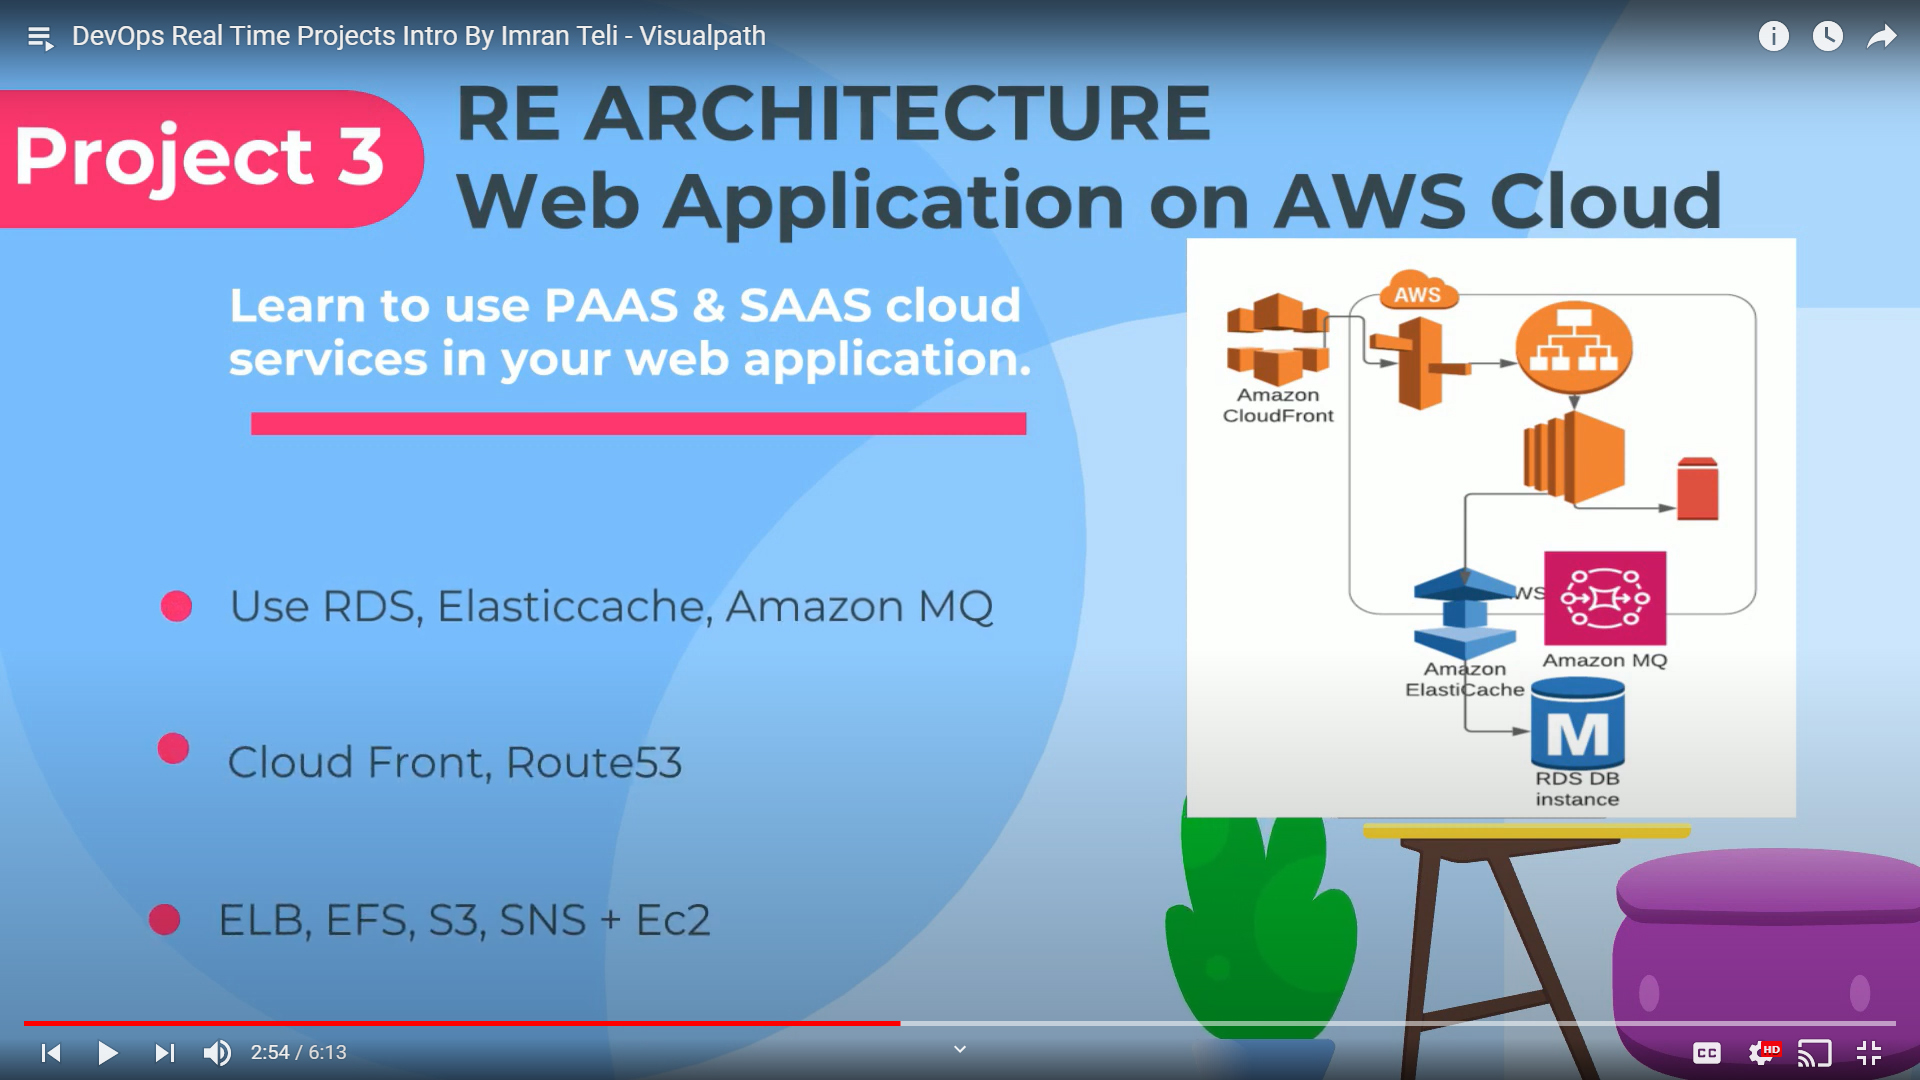 DevOps Real Time Projects Intro By Imran Teli - Visualpath
Project 3
RE ARCHITECTURE
Web Application on AWS Cloud
Learn to use PAAS & SAAS cloud
services in your web application.
Use RDS, Elasticcache, Amazon MQ
Cloud Front, Route53
ELB, EFS, S3, SNS + Ec2
AWS
Amazon
CloudFront
WS
Amazon
ElastiCache
Amazon MQ
M
RDS DB
instance
2:54 / 6:13
CC
HD